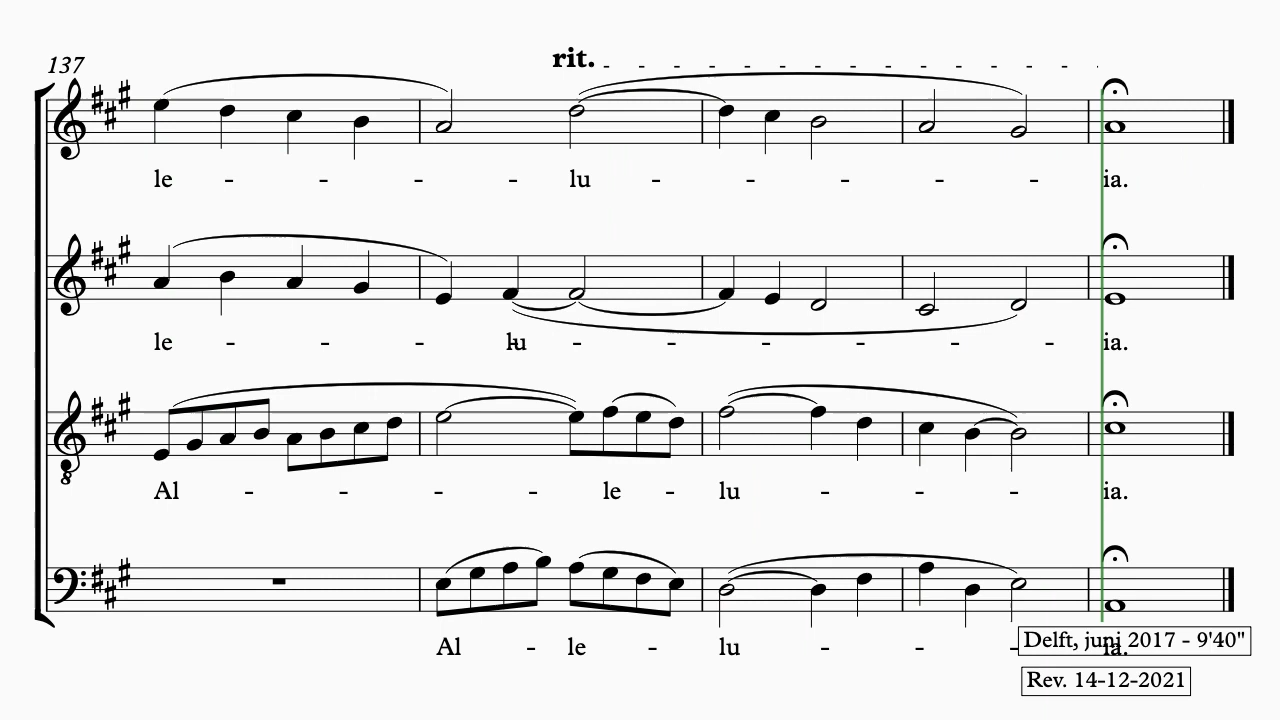 137
rit.
le - - - - lu - - - - - ia.
le - - - lu - - - - - - ia.
Al - - - - le - lu - - - ia.
Al - le - lu - - - ia.
Delft, juni 2017 - 9'40"
Rev. 14-12-2021